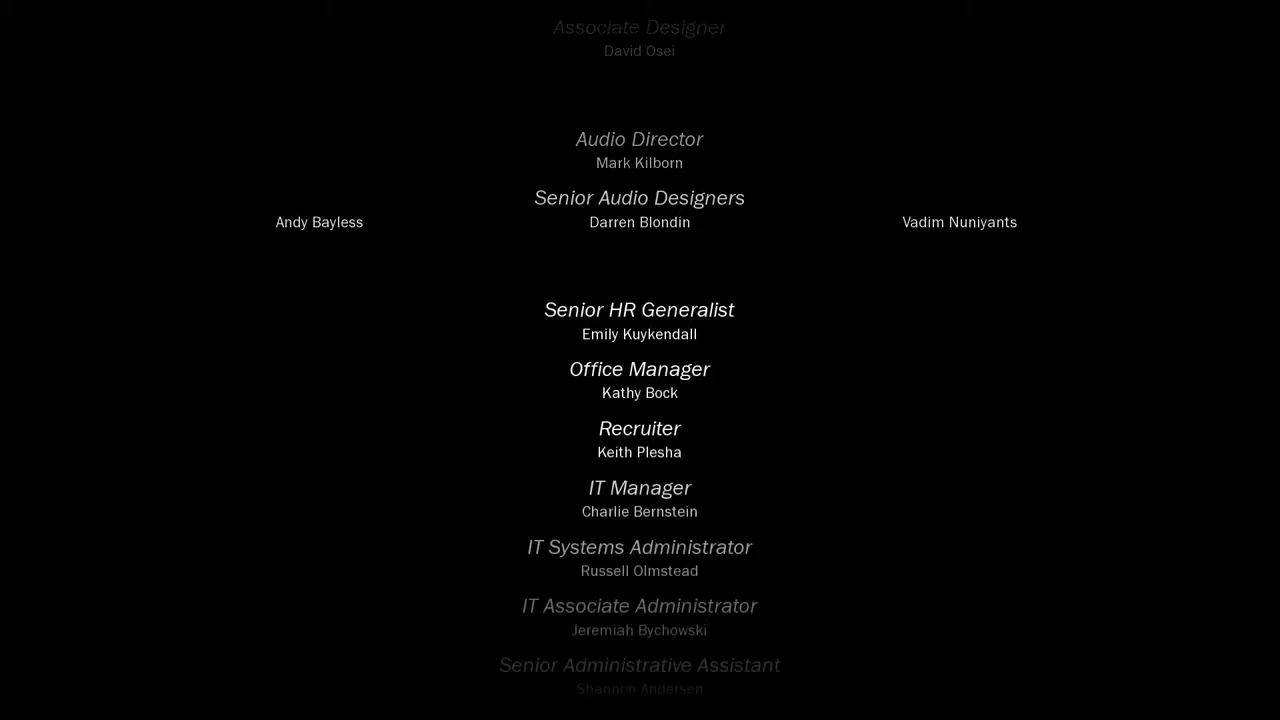 Associate Designer
David Osei
Audio Director
Mark Kilborn
Senior Audio Designers
Andy Bayless Darren Blondin Vadim Nuniyants
Senior HR Generalist
Emily Kuykendall
Office Manager
Kathy Bock
Recruiter
Keith Plesha
IT Manager
Charlie Bernstein
IT Systems Administrator
Russell Olmstead
IT Associate Administrator
Jeremiah Bychowski
Senior Administrative Assistant
Shannon Andersen